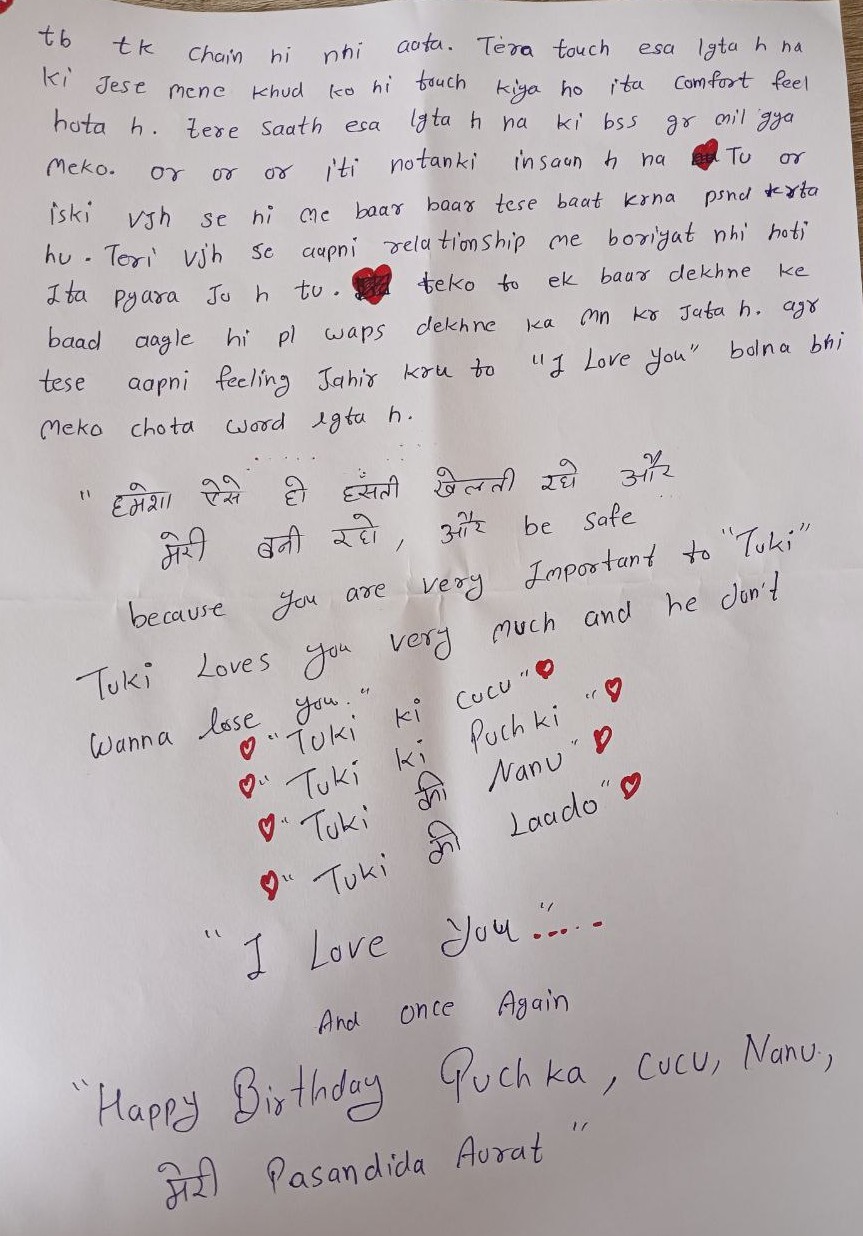 tb tk chain hi nhi aata. Tera touch esa lgta h na
ki Jese mene khud ko hi touch kiya ho ita comfort feel
hota h. tere saath esa lgta h na ki bss gr mil gya
meko. or or or iti notanki insaan h na Tu or
iski vjh se hi me baar baar tese baat krna psnd krta
hu. Teri vjh se aapni relationship me boriyat nhi hoti
Ita pyara Ju h tu. teko to ek baar dekhne ke
baad aagle hi pl waps dekhne ka mn kr Jata h. agr
tese aapni feeling Jahir kru to "I Love you" bolna bhi
meko chota word lgta h.
" हमेशा ऐसे ही हँसती खेलती रहो और
मेरी बनी रहो, और be safe
because you are very Important to "Tuki"
Tuki Loves you very much and he don't
wanna lose you."
♥ "Tuki ki cucu" ♥
♥ "Tuki ki Puchki" ♥
♥ "Tuki की Nanu" ♥
♥ "Tuki की Laado" ♥
"I Love you".....
And once Again
"Happy Birthday Puchka, cucu, Nanu,
मेरी Pasandida Aurat"